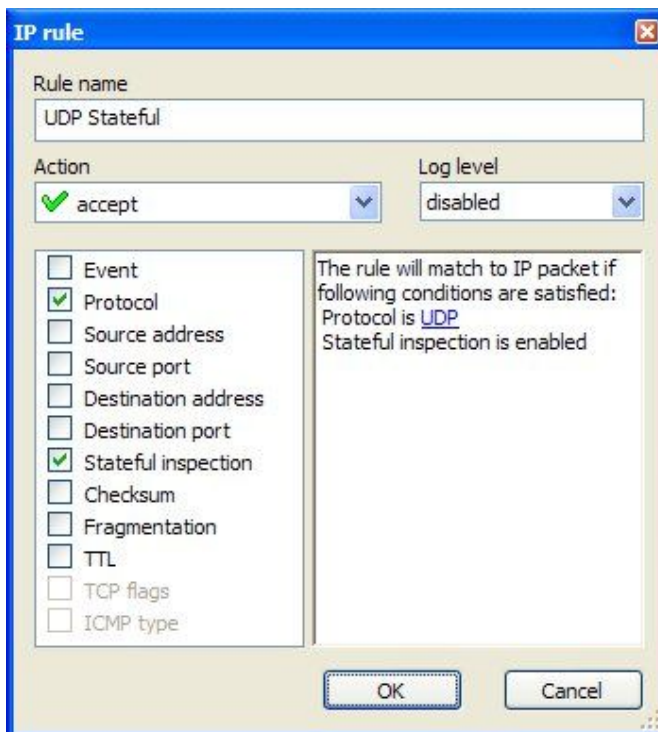 IP rule
Rule name
UDP Stateful
Action
Log level
accept
disabled
Event
Protocol
Source address
Source port
Destination address
Destination port
Stateful inspection
Checksum
Fragmentation
TTL
TCP flags
ICMP type
The rule will match to IP packet if
following conditions are satisfied:
Protocol is UDP
Stateful inspection is enabled
OK
Cancel